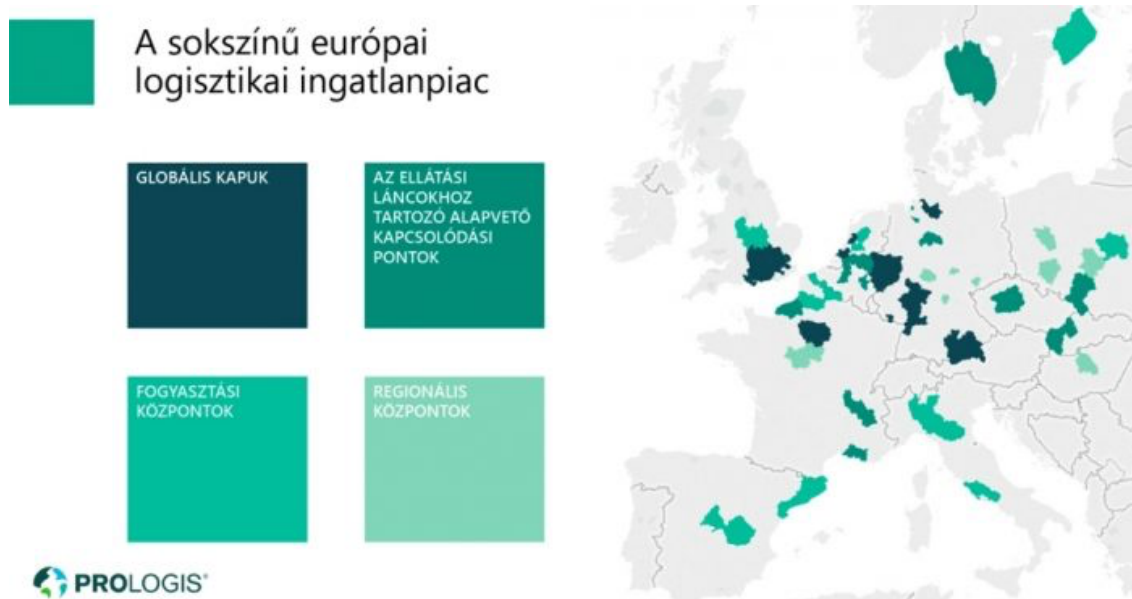 A sokszínű európai
logisztikai ingatlanpiac
GLOBÁLIS KAPUK
AZ ELLÁTÁSI
LÁNCOKHOZ
TARTOZÓ ALAPVETŐ
KAPCSOLÓDÁSI
PONTOK
FOGYASZTÁSI
KÖZPONTOK
REGIONÁLIS
KÖZPONTOK
PROLOGIS®